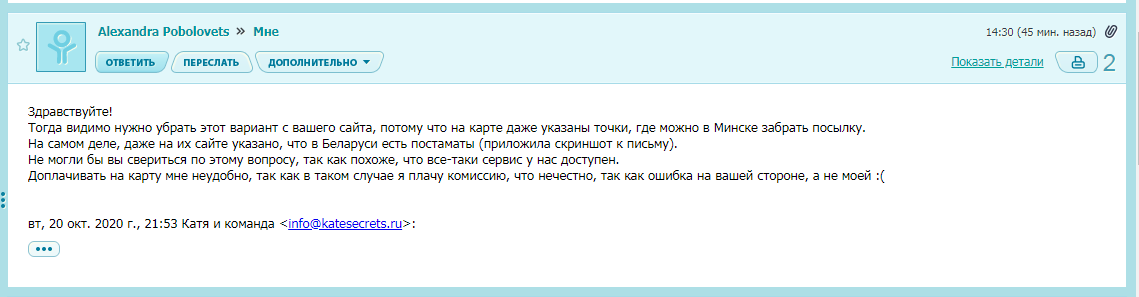 Alexandra Pobolovets » Мне
14:30 (45 мин. назад)
ОТВЕТИТЬ ПЕРЕСЛАТЬ ДОПОЛНИТЕЛЬНО
Показать детали 2
Здравствуйте!
Тогда видимо нужно убрать этот вариант с вашего сайта, потому что на карте даже указаны точки, где можно в Минске забрать посылку.
На самом деле, даже на их сайте указано, что в Беларуси есть постаматы (приложила скриншот к письму).
Не могли бы вы свериться по этому вопросу, так как похоже, что все-таки сервис у нас доступен.
Доплачивать на карту мне неудобно, так как в таком случае я плачу комиссию, что нечестно, так как ошибка на вашей стороне, а не моей :(
вт, 20 окт. 2020 г., 21:53 Катя и команда <info@katesecrets.ru>: